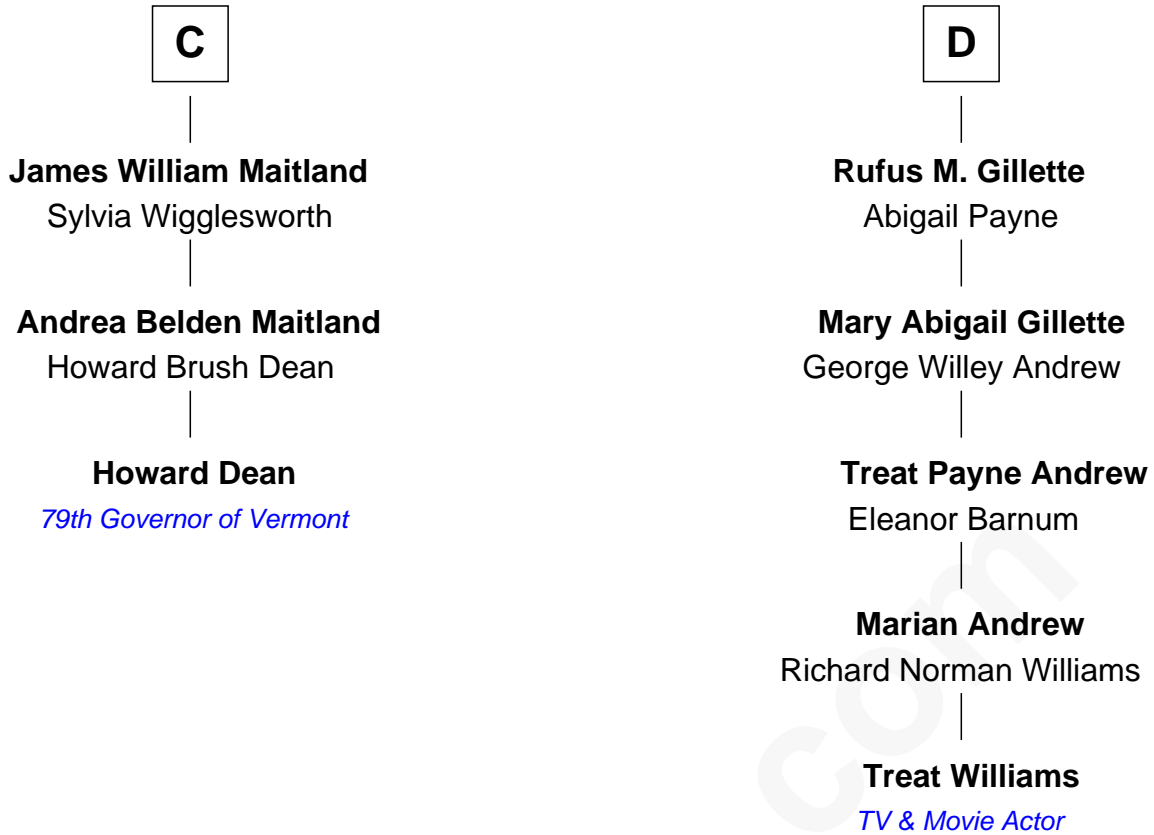 C
James William Maitland
Sylvia Wigglesworth
Andrea Belden Maitland
Howard Brush Dean
Howard Dean
79th Governor of Vermont
D
Rufus M. Gillette
Abigail Payne
Mary Abigail Gillette
George Willey Andrew
Treat Payne Andrew
Eleanor Barnum
Marian Andrew
Richard Norman Williams
Treat Williams
TV & Movie Actor
com